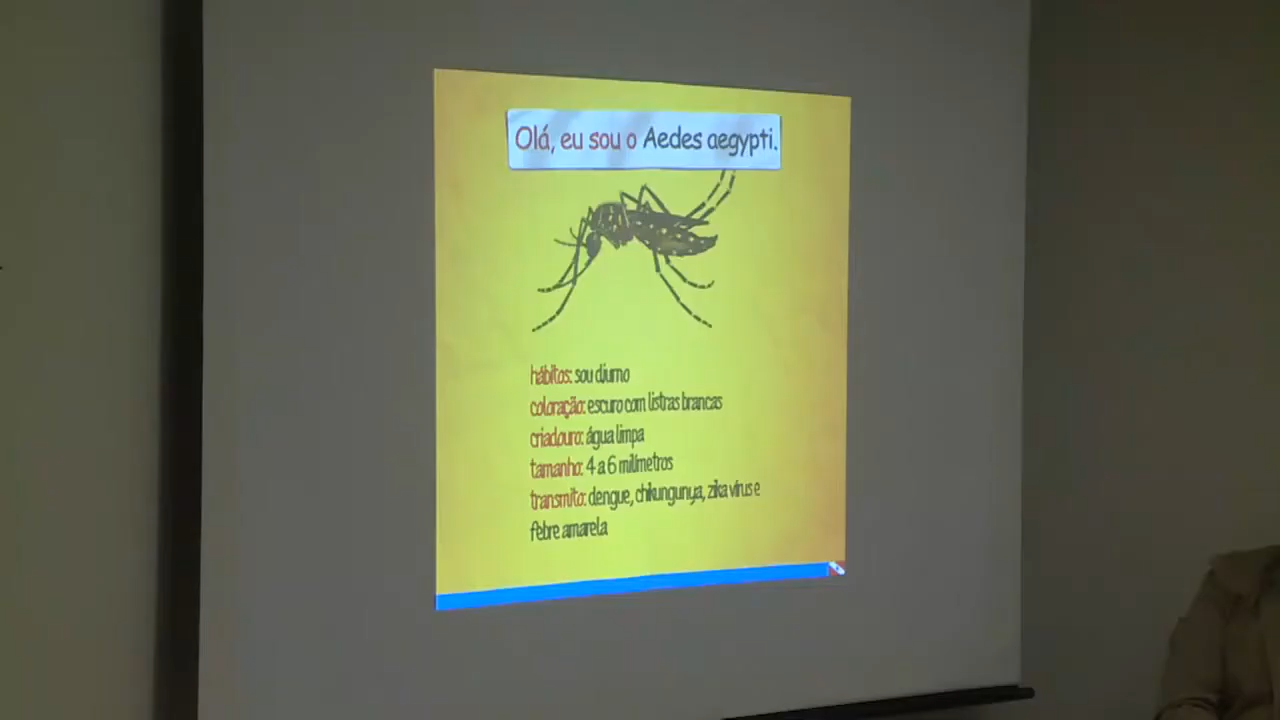 Olá, eu sou o Aedes aegypti.
hábitos: sou diurno
coloração: escuro com listras brancas
criadouro: água limpa
tamanho: 4 a 6 milímetros
transmito: dengue, chikungunya, zika vírus e
febre amarela